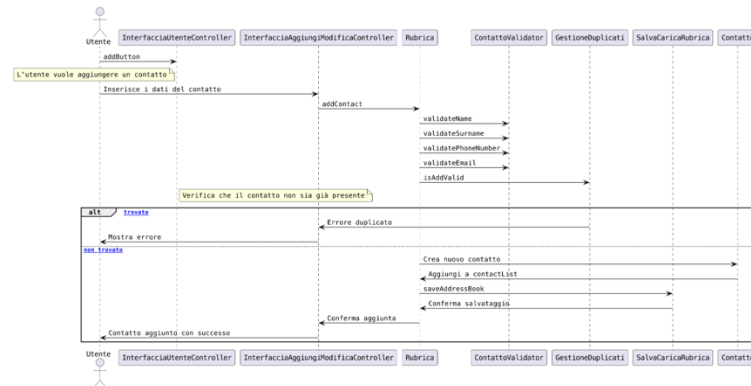 Utente
InterfacciaUtenteController
InterfacciaAggiungiModificaController
Rubrica
ContattoValidator
GestioneDuplicati
SalvaCaricaRubrica
Contatto
addButton
L'utente vuole aggiungere un contatto
Inserisce i dati del contatto
addContact
validateName
validateSurname
validatePhoneNumber
validateEmail
isAddValid
Verifica che il contatto non sia già presente
alt
trovato
Errore duplicato
Mostra errore
non trovato
Crea nuovo contatto
Aggiungi a contactList
saveAddressBook
Conferma salvataggio
Conferma aggiunta
Contatto aggiunto con successo
Utente
InterfacciaUtenteController
InterfacciaAggiungiModificaController
Rubrica
ContattoValidator
GestioneDuplicati
SalvaCaricaRubrica
Contatto